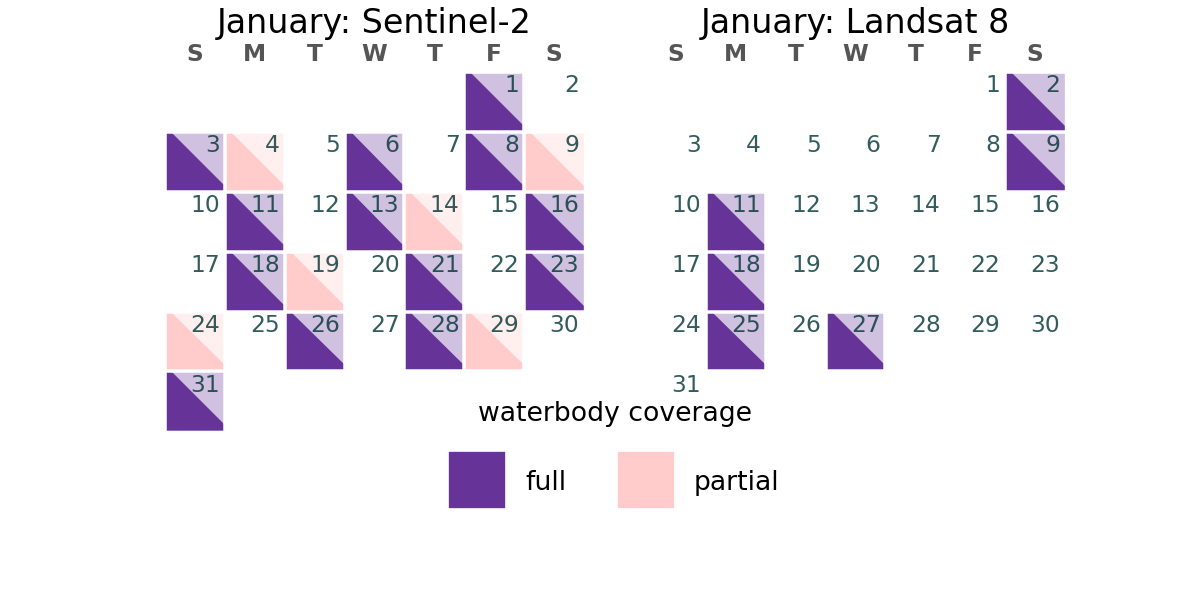 January: Sentinel-2
S M T W T F S
1 2
3 4 5 6 7 8 9
10 11 12 13 14 15 16
17 18 19 20 21 22 23
24 25 26 27 28 29 30
31
January: Landsat 8
S M T W T F S
1 2
3 4 5 6 7 8 9
10 11 12 13 14 15 16
17 18 19 20 21 22 23
24 25 26 27 28 29 30
31
waterbody coverage
full partial